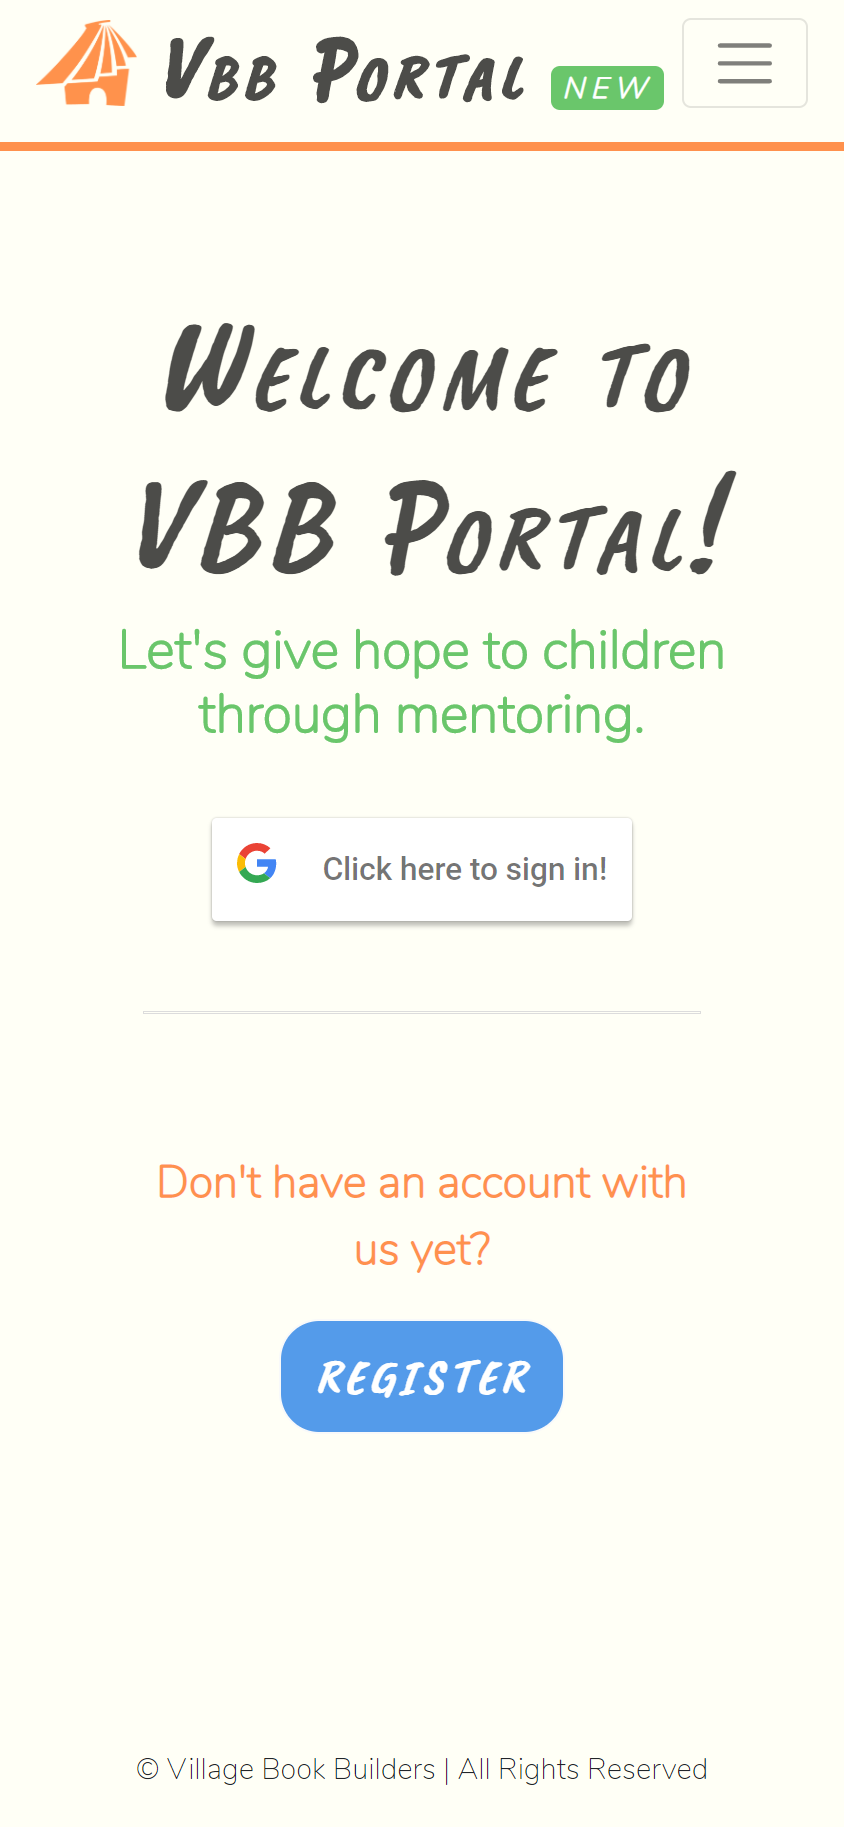 Vbb Portal NEW
Welcome to
VBB Portal!
Let's give hope to children
through mentoring.
Click here to sign in!
Don't have an account with
us yet?
REGISTER
© Village Book Builders | All Rights Reserved